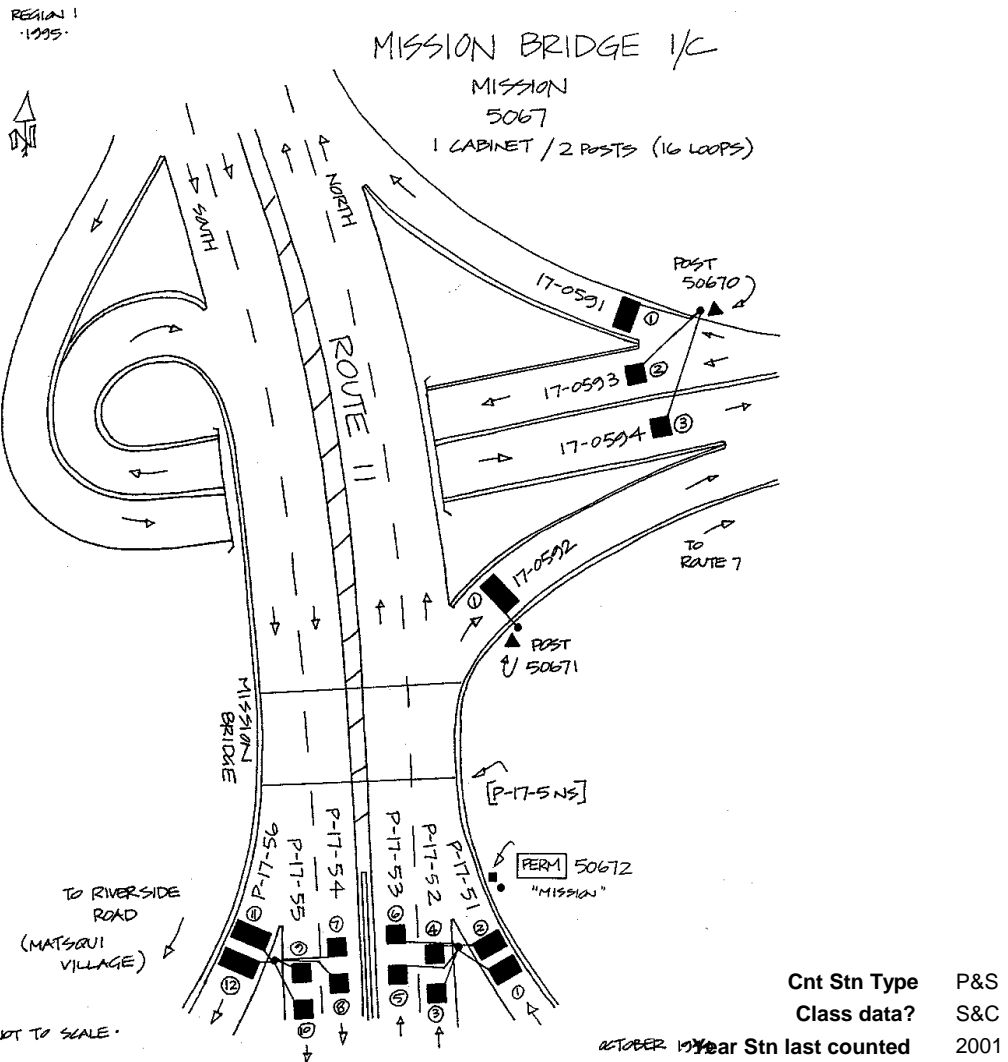 REGION 1
·1995·
MISSION BRIDGE I/C
MISSION
5067
1 CABINET / 2 POSTS (16 LOOPS)
N
SOUTH
NORTH
ROUTE 11
POST
50670
17-0591
①
17-0593
②
17-0594
③
TO
ROUTE 7
17-0592
①
POST
50671
MISSION
BRIDGE
[P-17-5 NS]
P-17-56
P-17-55
P-17-54
P-17-53
P-17-52
P-17-51
PERM 50672
"MISSION"
TO RIVERSIDE
ROAD
(MATSQUI
VILLAGE)
⑪
⑨
⑦
⑥
④
②
⑫
⑩
⑧
⑤
③
①
OT TO SCALE·
OCTOBER
Cnt Stn Type P&S
Class data? S&C
Year Stn last counted 2001